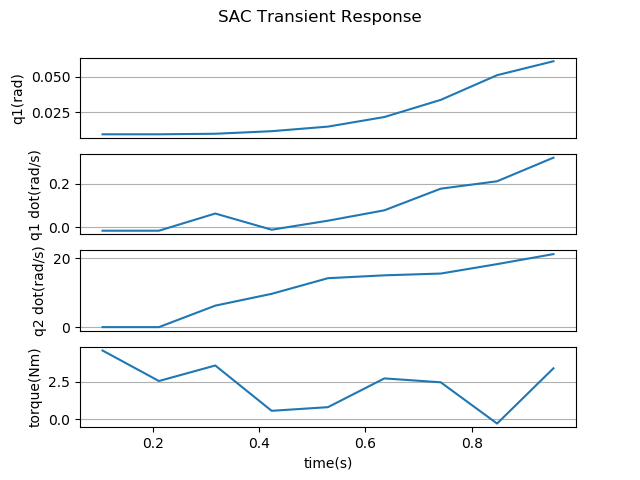 SAC Transient Response
q1(rad)
0.050
0.025
q1 dot(rad/s)
0.2
0.0
q2 dot(rad/s)
20
0
torque(Nm)
2.5
0.0
0.2 0.4 0.6 0.8
time(s)